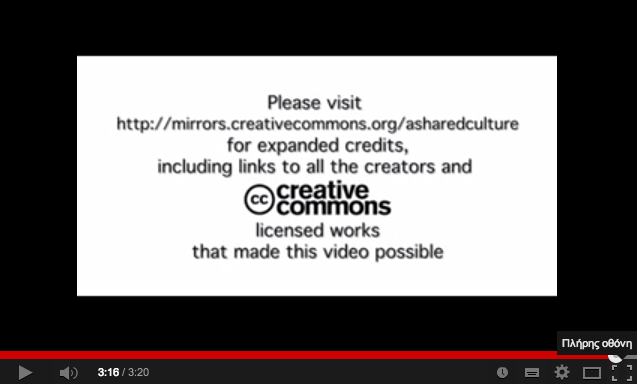 Please visit
http://mirrors.creativecommons.org/asharedculture
for expanded credits,
including links to all the creators and
cc creative
commons
licensed works
that made this video possible
Πλήρης οθόνη
3:16 / 3:20